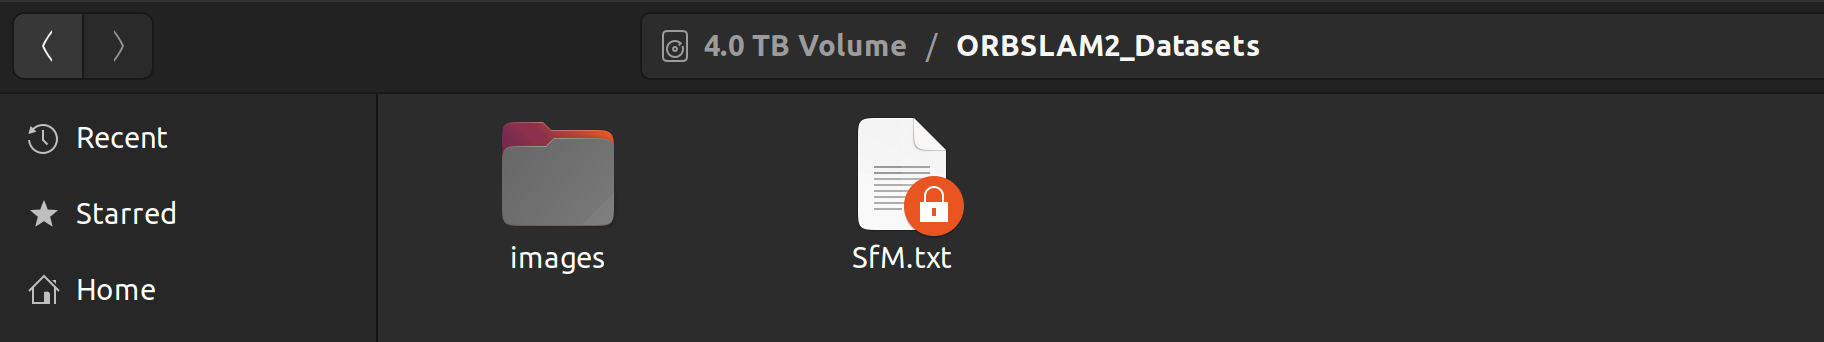 4.0 TB Volume / ORBSLAM2_Datasets
Recent
Starred
Home
images
SfM.txt